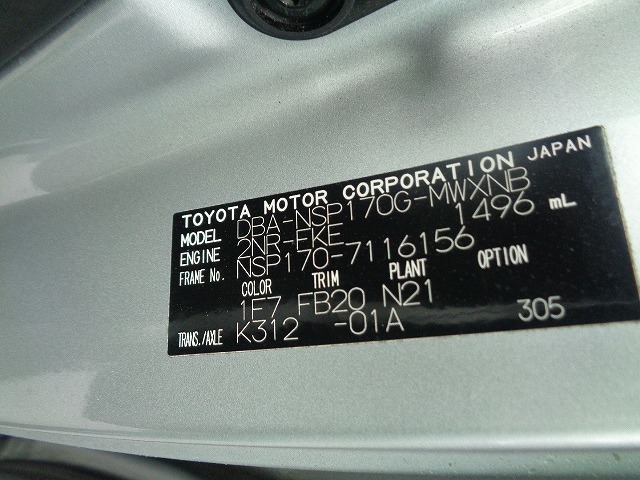 TOYOTA MOTOR CORPORATION JAPAN
MODEL DBA-NSP170G-MWXNB
ENGINE 2NR-FKE 1496 mL
FRAME No. NSP170-7116156
COLOR TRIM PLANT OPTION
1F7 FB20 N21
TRANS./AXLE K312 -01A 305